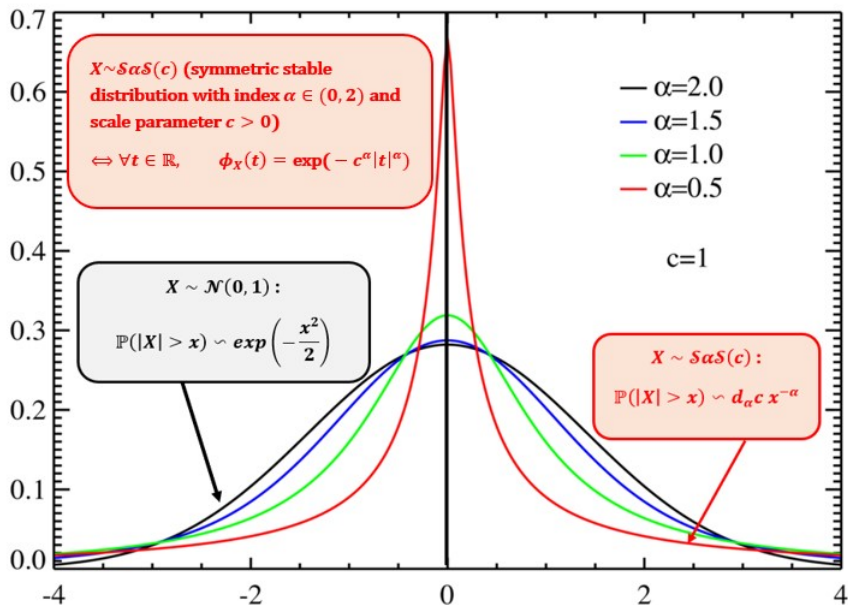 0.7
0.6
0.5
0.4
0.3
0.2
0.1
0.0
X~𝒮α𝒮(c) (symmetric stable
distribution with index α ∈ (0, 2) and
scale parameter c > 0)
⟺ ∀t ∈ ℝ, ϕ_X(t) = exp(− c^α|t|^α)
α=2.0
α=1.5
α=1.0
α=0.5
c=1
X ~ 𝒩(0, 1) :
ℙ(|X| > x) ∽ exp(−x²/2)
X ~ 𝒮α𝒮(c) :
ℙ(|X| > x) ∽ d_α c x^−α
-4 -2 0 2 4